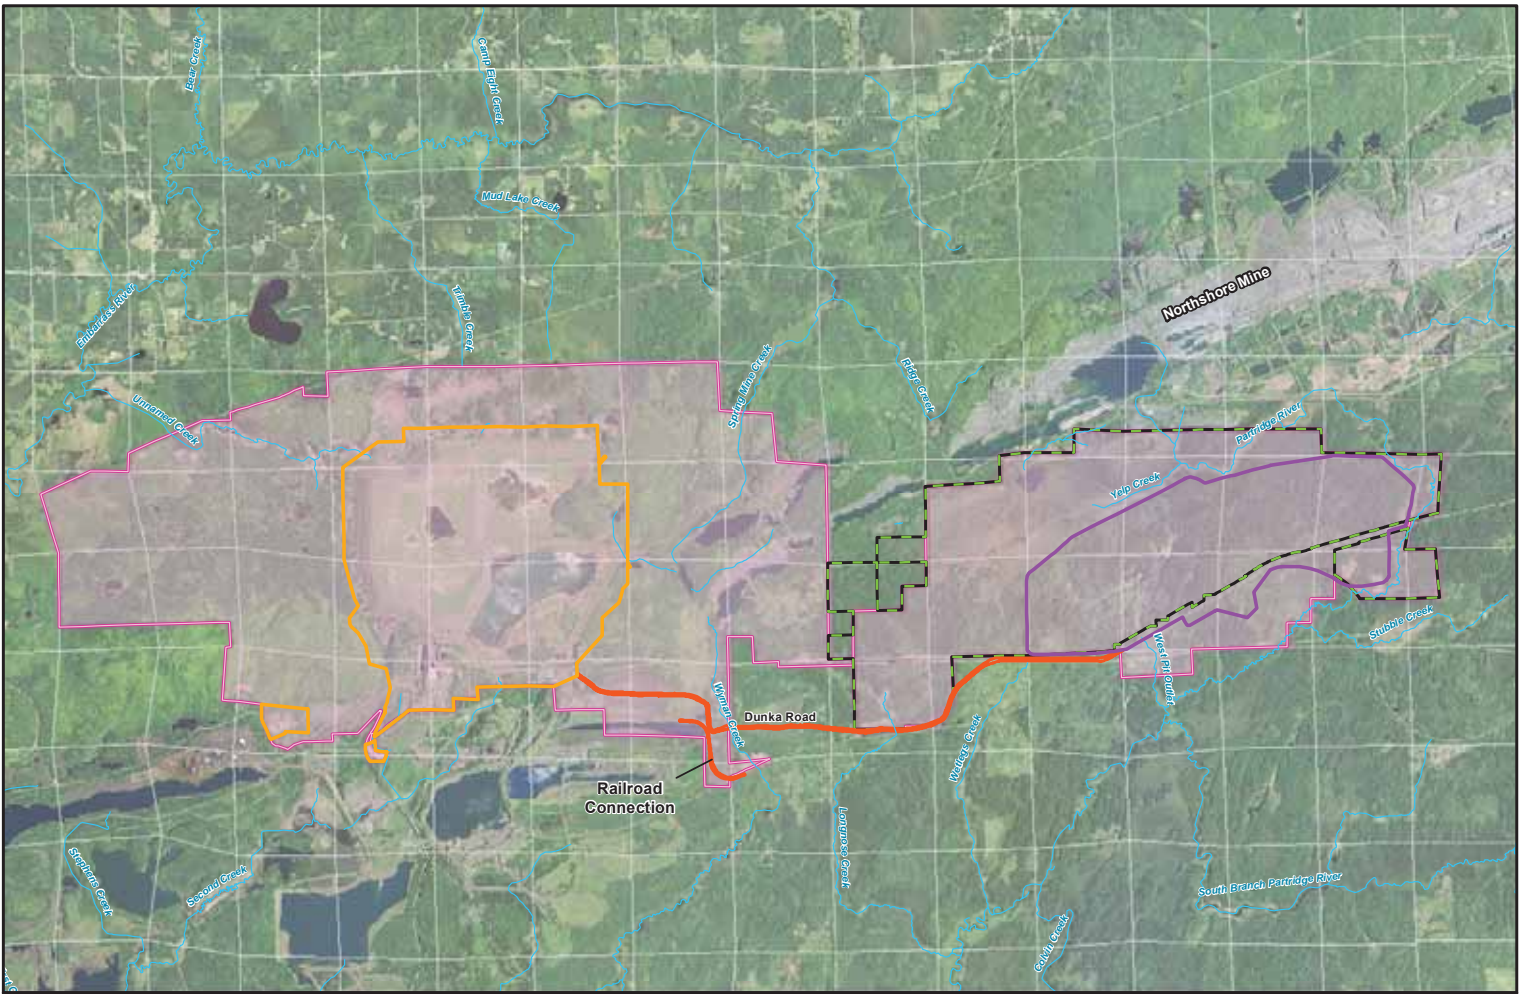 Bear Creek
Camp Eight Creek
Mud Lake Creek
Embarrass River
Trimble Creek
Northshore Mine
Unnamed Creek
Spring Mine Creek
Ridge Creek
Partridge River
Yelp Creek
Stubble Creek
West Pit Outlet
Wyman Creek
Dunka Road
Wetlegs Creek
Railroad
Connection
Longnose Creek
Stephens Creek
Second Creek
South Branch Partridge River
Calvin Creek